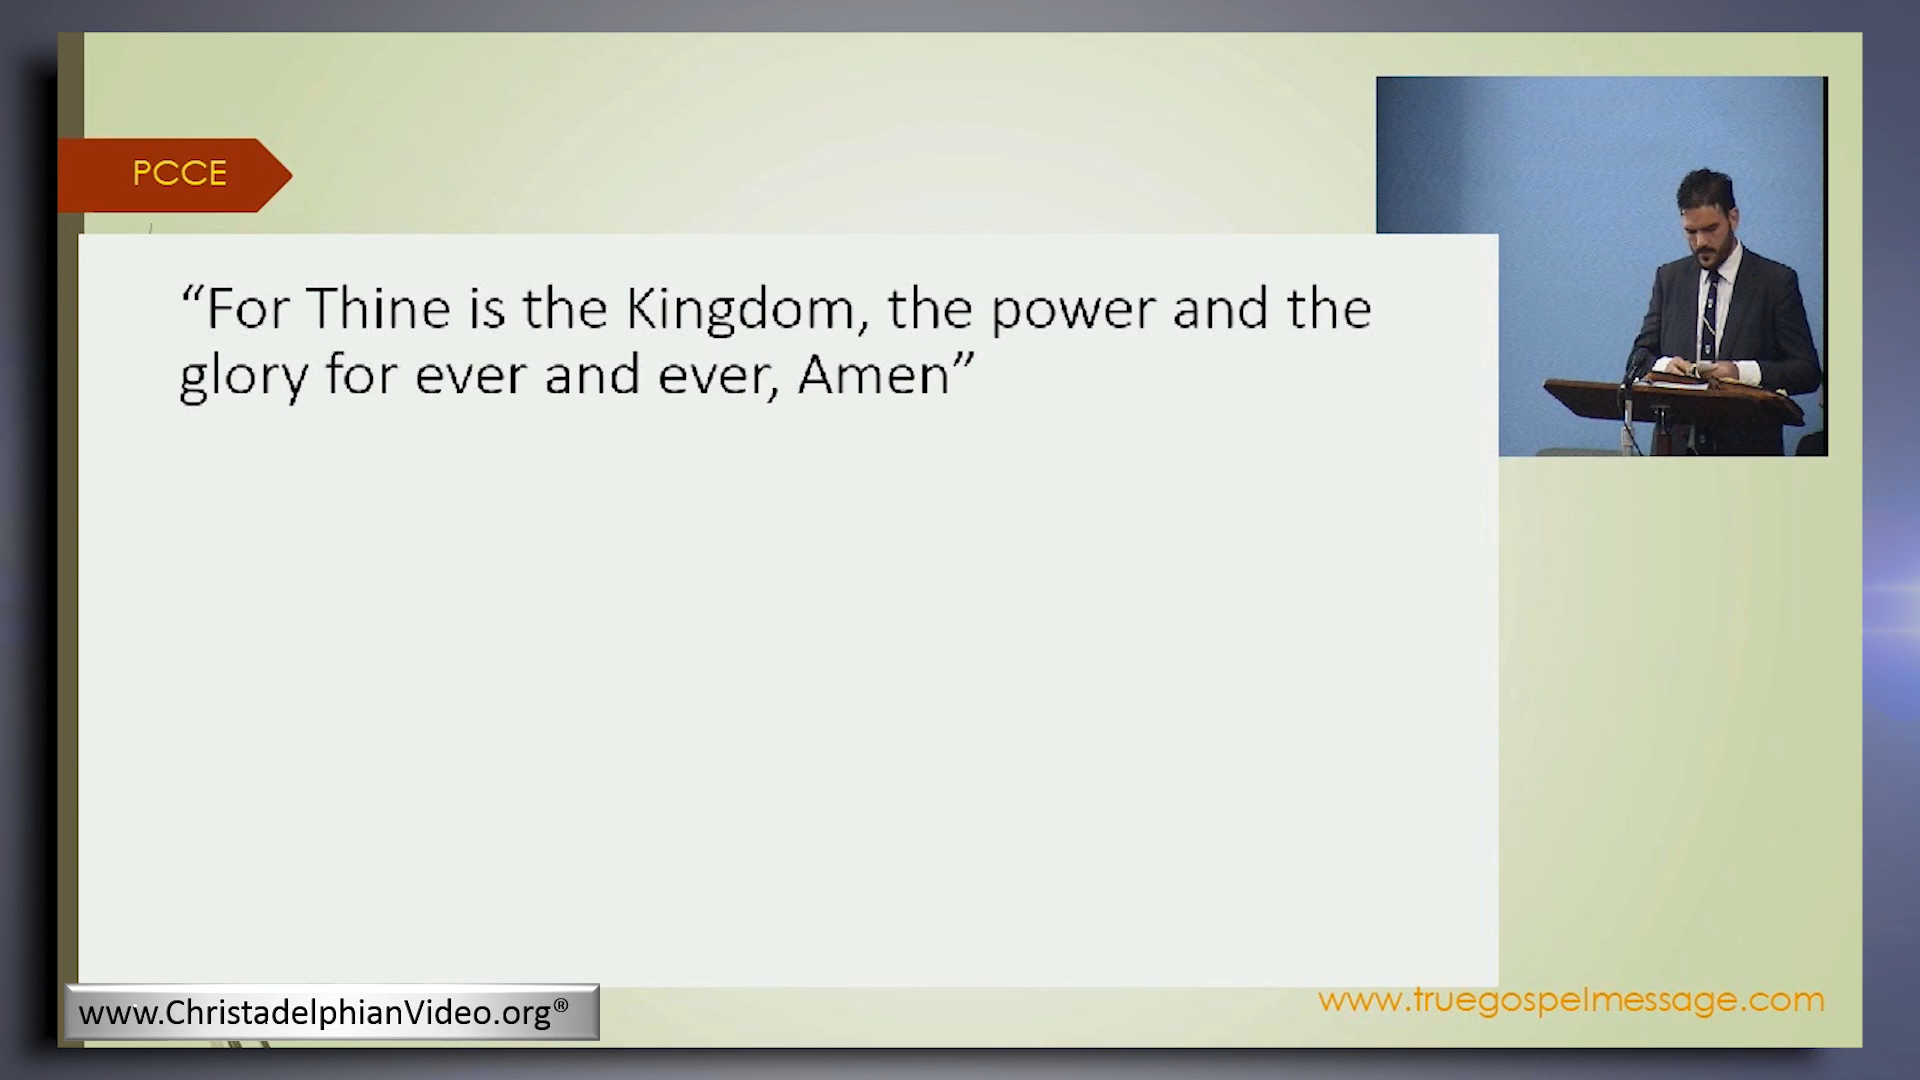 PCCE
“For Thine is the Kingdom, the power and the
glory for ever and ever, Amen”
www.ChristadelphianVideo.org®
www.truegospelmessage.com